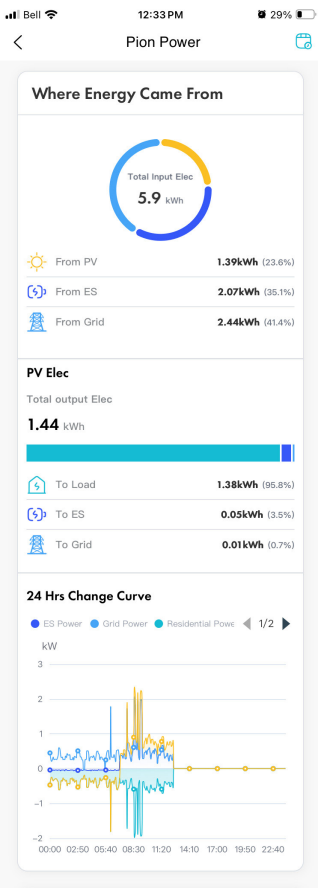 Bell 12:33 PM 29%
Pion Power
Where Energy Came From
Total Input Elec
5.9 kWh
From PV 1.39kWh (23.6%)
From ES 2.07kWh (35.1%)
From Grid 2.44kWh (41.4%)
PV Elec
Total output Elec
1.44 kWh
To Load 1.38kWh (95.8%)
To ES 0.05kWh (3.5%)
To Grid 0.01kWh (0.7%)
24 Hrs Change Curve
ES Power Grid Power Residential Powe 1/2
kW
3
2
1
0
-1
-2
00:00 02:50 05:40 08:30 11:20 14:10 17:00 19:50 22:40